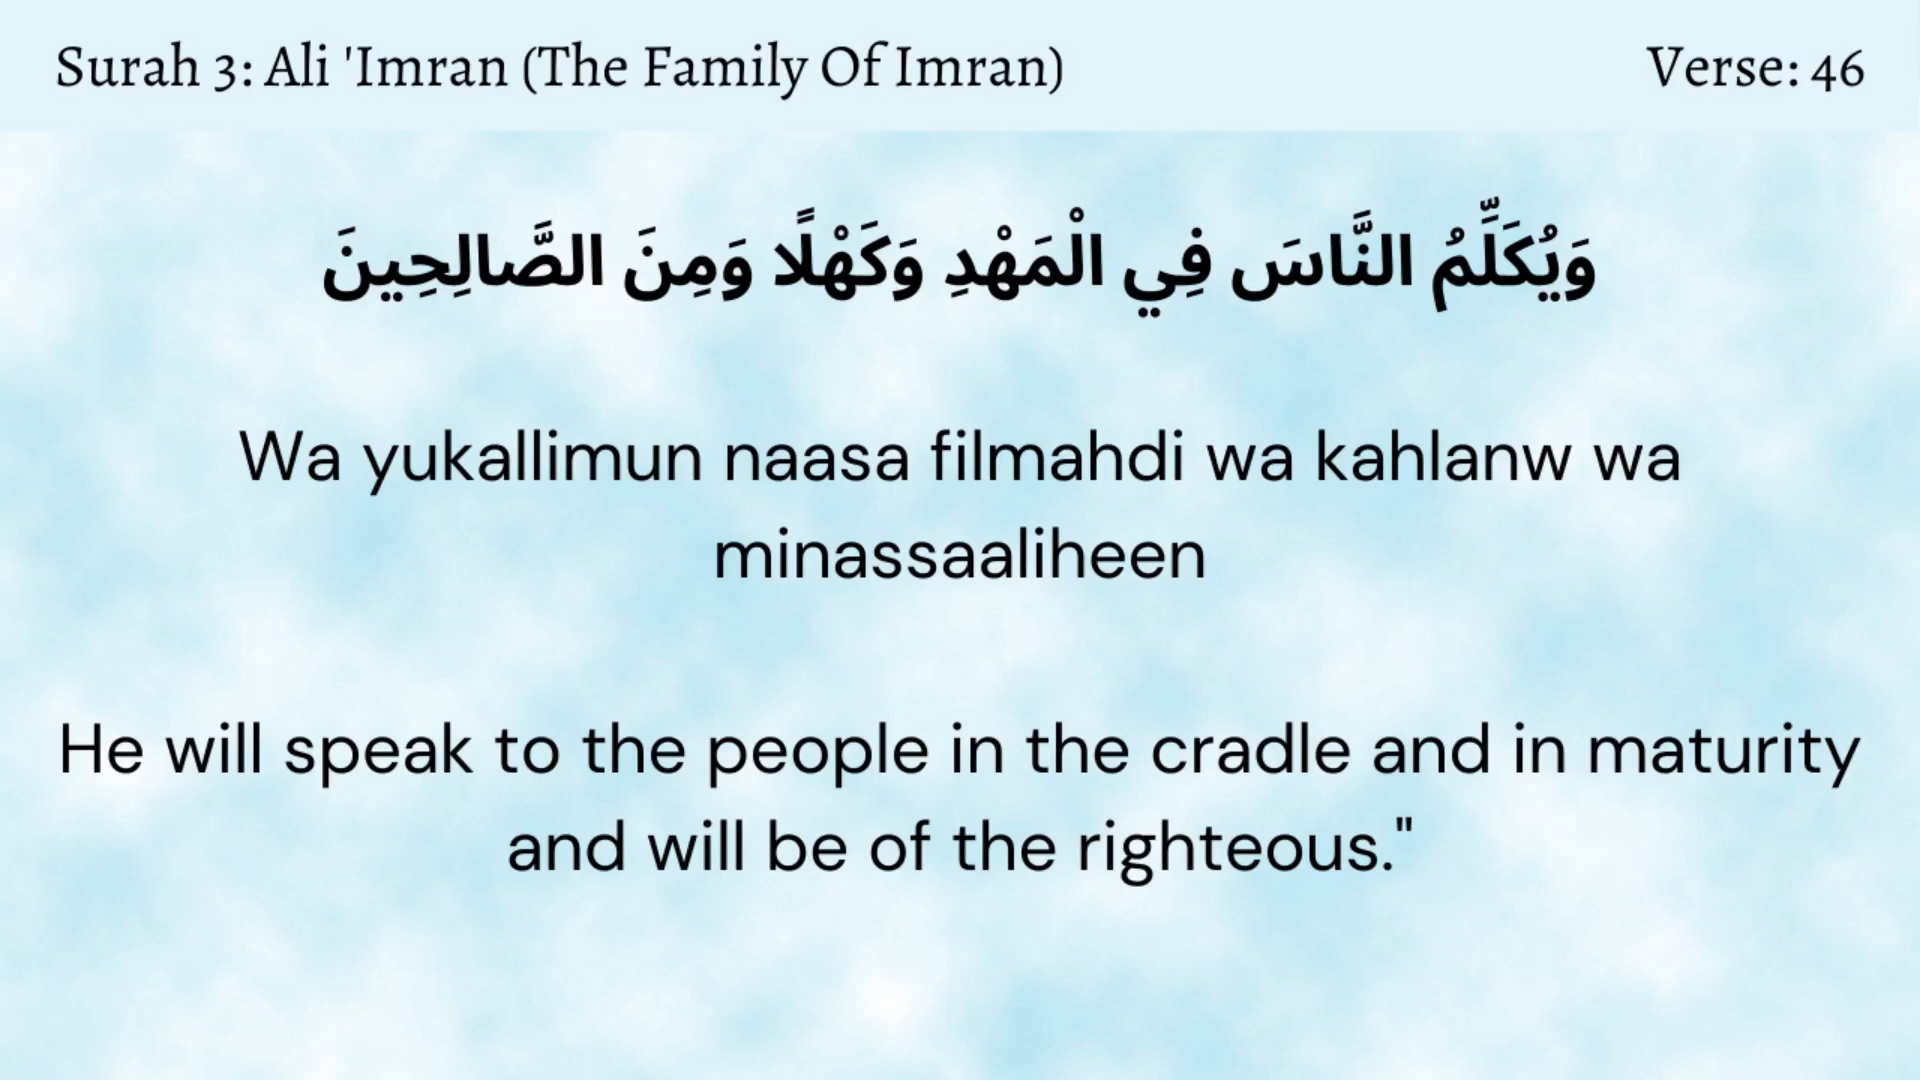 Surah 3: Ali 'Imran (The Family Of Imran)
Verse: 46
وَيُكَلِّمُ النَّاسَ فِي الْمَهْدِ وَكَهْلًا وَمِنَ الصَّالِحِينَ
Wa yukallimun naasa filmahdi wa kahlanw wa
minassaaliheen
He will speak to the people in the cradle and in maturity
and will be of the righteous."